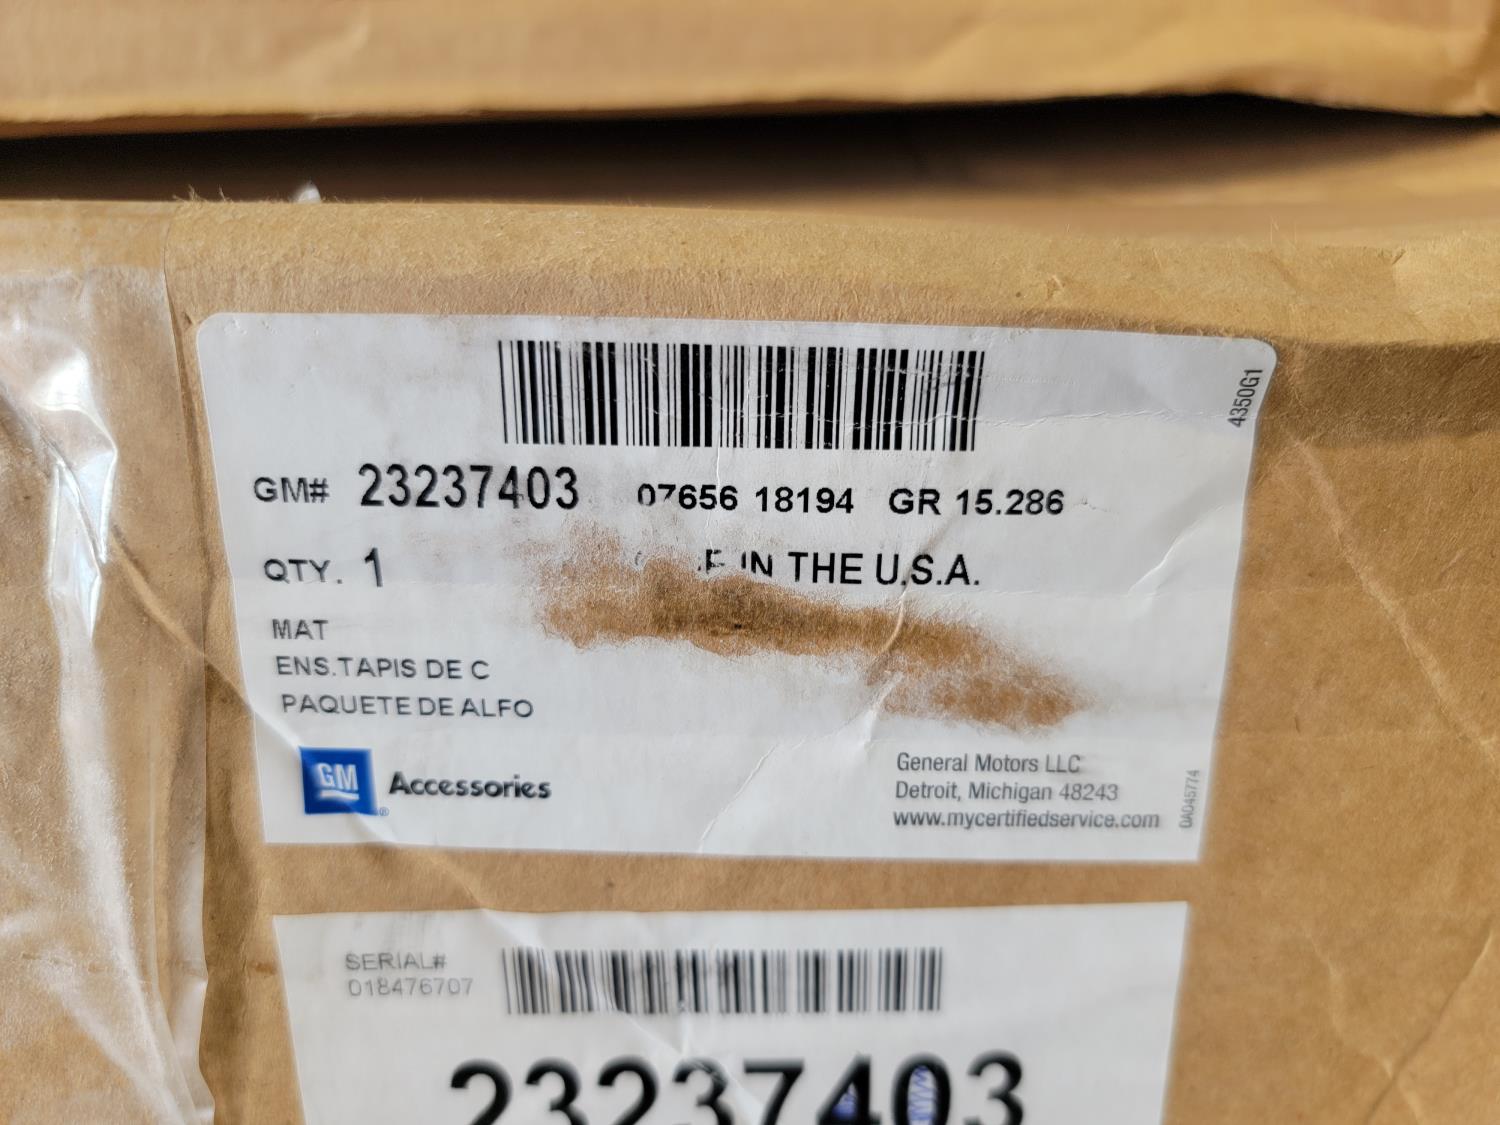 4350G1
GM# 23237403 07656 18194 GR 15.286
QTY. 1 IN THE U.S.A.
MAT
ENS.TAPIS DE C
PAQUETE DE ALFO
GM® Accessories
General Motors LLC
Detroit, Michigan 48243
www.mycertifiedservice.com
0A045774
SERIAL#
018476707
23237403